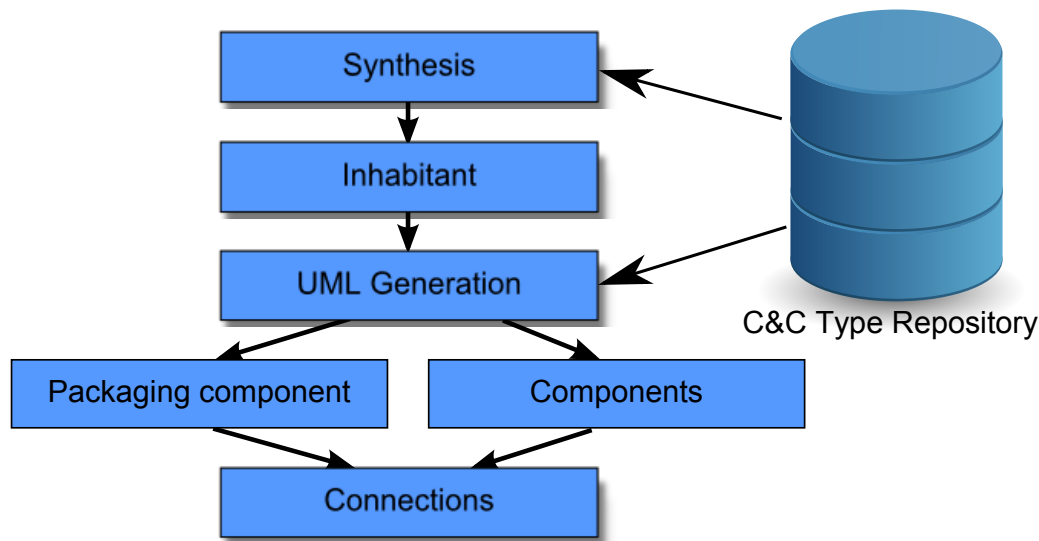 Synthesis
Inhabitant
UML Generation
C&C Type Repository
Packaging component
Components
Connections